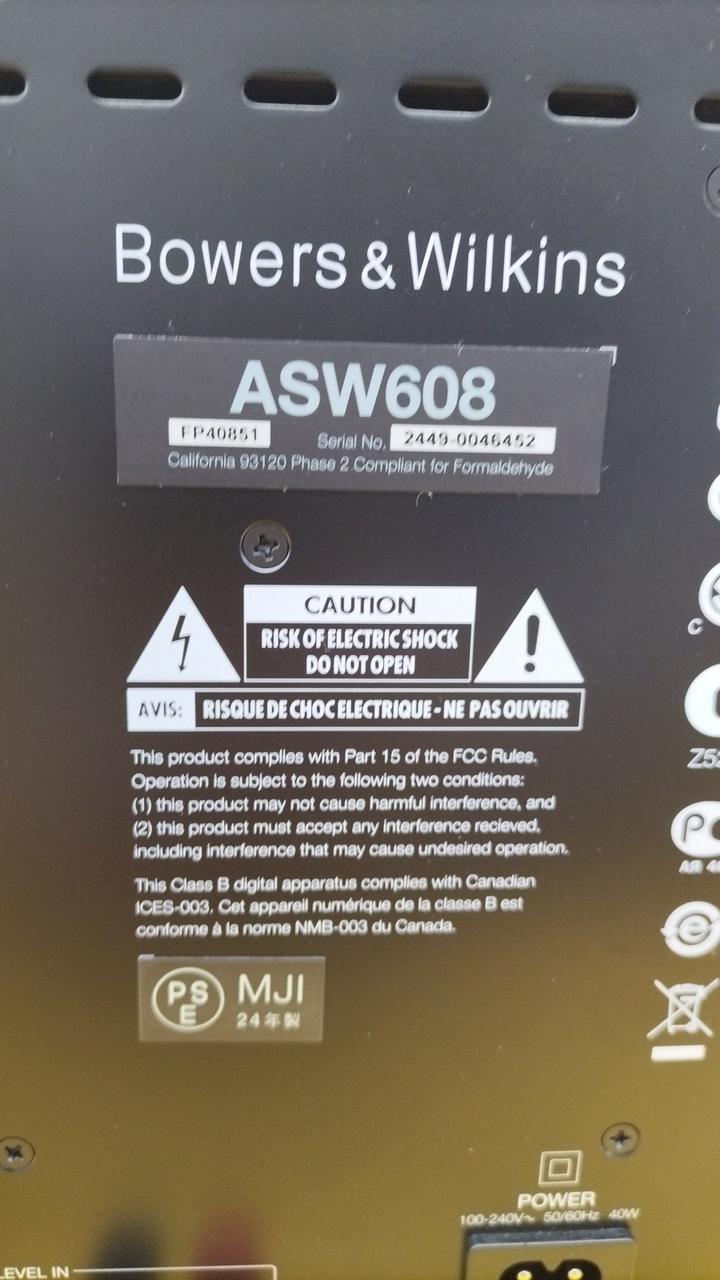 Bowers & Wilkins
ASW608
FP40851 Serial No. 2449-0046452
California 93120 Phase 2 Compliant for Formaldehyde
CAUTION
RISK OF ELECTRIC SHOCK
DO NOT OPEN
AVIS: RISQUE DE CHOC ELECTRIQUE - NE PAS OUVRIR
This product complies with Part 15 of the FCC Rules.
Operation is subject to the following two conditions:
(1) this product may not cause harmful interference, and
(2) this product must accept any interference recieved,
including interference that may cause undesired operation.
This Class B digital apparatus complies with Canadian
ICES-003. Cet appareil numérique de la classe B est
conforme à la norme NMB-003 du Canada.
PSE MJI
24年製
POWER
100-240V~ 50/60Hz 40W
LEVEL IN